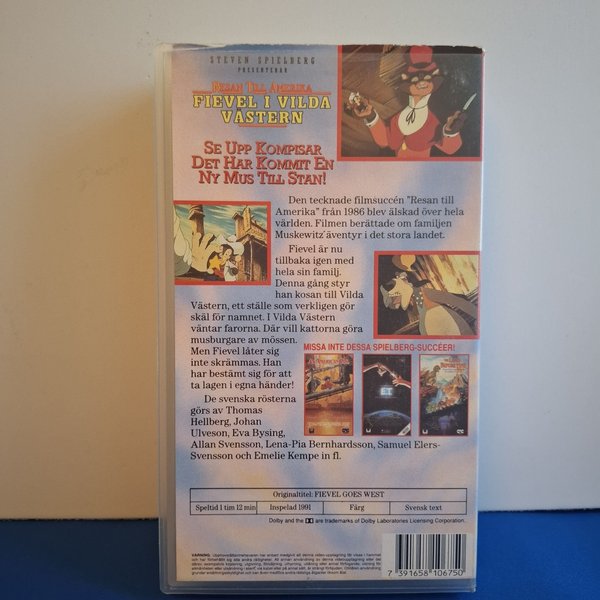 STEVEN SPIELBERG
PRESENTERAR
RESAN TILL AMERIKA
FIEVEL I VILDA
VÄSTERN
SE UPP KOMPISAR
DET HAR KOMMIT EN
NY MUS TILL STAN!
Den tecknade filmsuccén "Resan till
Amerika" från 1986 blev älskad över hela
världen. Filmen berättade om familjen
Muskewitz' äventyr i det stora landet.
Fievel är nu
tillbaka igen med
hela sin familj.
Denna gång styr
han kosan till Vilda
Västern, ett ställe som verkligen gör
skäl för namnet. I Vilda Västern
väntar farorna. Där vill kattorna göra
musburgare av mössen.
Men Fievel låter sig
inte skrämmas. Han
har bestämt sig för att
ta lagen i egna händer!
MISSA INTE DESSA SPIELBERG-SUCCÉER!
E.T.
De svenska rösterna
görs av Thomas
Hellberg, Johan
Ulveson, Eva Bysing,
Allan Svensson, Lena-Pia Bernhardsson, Samuel Elers-
Svensson och Emelie Kempe m fl.
Originaltitel: FIEVEL GOES WEST
Speltid 1 tim 12 min Inspelad 1991 Färg Svensk text
Dolby and the are trademarks of Dolby Laboratories Licensing Corporation.
VARNING.
7 391658 106750